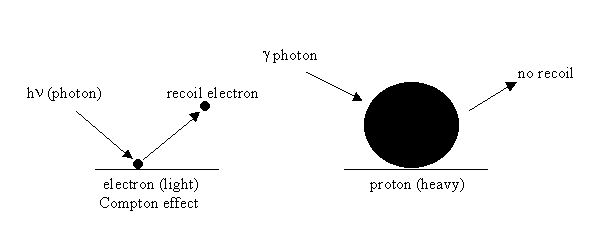 hν (photon)
recoil electron
electron (light)
Compton effect
γ photon
no recoil
proton (heavy)